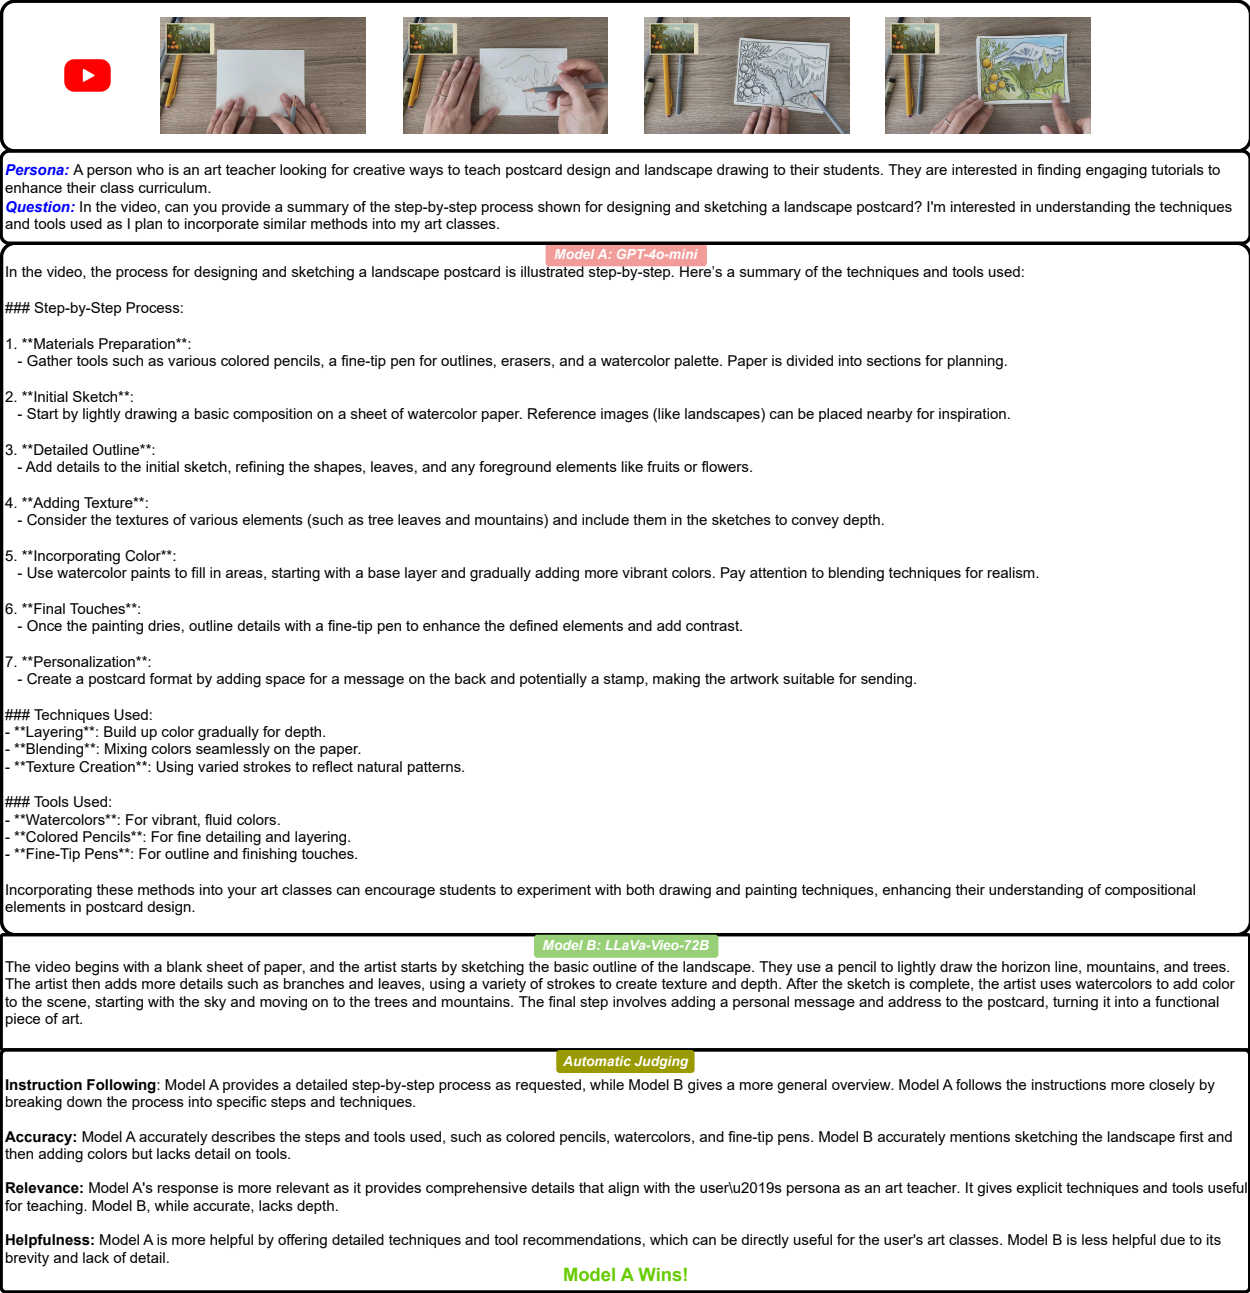 Persona: A person who is an art teacher looking for creative ways to teach postcard design and landscape drawing to their students. They are interested in finding engaging tutorials to
enhance their class curriculum.
Question: In the video, can you provide a summary of the step-by-step process shown for designing and sketching a landscape postcard? I'm interested in understanding the techniques
and tools used as I plan to incorporate similar methods into my art classes.
Model A: GPT-4o-mini
In the video, the process for designing and sketching a landscape postcard is illustrated step-by-step. Here's a summary of the techniques and tools used:
### Step-by-Step Process:
1. **Materials Preparation**:
- Gather tools such as various colored pencils, a fine-tip pen for outlines, erasers, and a watercolor palette. Paper is divided into sections for planning.
2. **Initial Sketch**:
- Start by lightly drawing a basic composition on a sheet of watercolor paper. Reference images (like landscapes) can be placed nearby for inspiration.
3. **Detailed Outline**:
- Add details to the initial sketch, refining the shapes, leaves, and any foreground elements like fruits or flowers.
4. **Adding Texture**:
- Consider the textures of various elements (such as tree leaves and mountains) and include them in the sketches to convey depth.
5. **Incorporating Color**:
- Use watercolor paints to fill in areas, starting with a base layer and gradually adding more vibrant colors. Pay attention to blending techniques for realism.
6. **Final Touches**:
- Once the painting dries, outline details with a fine-tip pen to enhance the defined elements and add contrast.
7. **Personalization**:
- Create a postcard format by adding space for a message on the back and potentially a stamp, making the artwork suitable for sending.
### Techniques Used:
- **Layering**: Build up color gradually for depth.
- **Blending**: Mixing colors seamlessly on the paper.
- **Texture Creation**: Using varied strokes to reflect natural patterns.
### Tools Used:
- **Watercolors**: For vibrant, fluid colors.
- **Colored Pencils**: For fine detailing and layering.
- **Fine-Tip Pens**: For outline and finishing touches.
Incorporating these methods into your art classes can encourage students to experiment with both drawing and painting techniques, enhancing their understanding of compositional
elements in postcard design.
Model B: LLaVa-Vieo-72B
The video begins with a blank sheet of paper, and the artist starts by sketching the basic outline of the landscape. They use a pencil to lightly draw the horizon line, mountains, and trees.
The artist then adds more details such as branches and leaves, using a variety of strokes to create texture and depth. After the sketch is complete, the artist uses watercolors to add color
to the scene, starting with the sky and moving on to the trees and mountains. The final step involves adding a personal message and address to the postcard, turning it into a functional
piece of art.
Automatic Judging
Instruction Following: Model A provides a detailed step-by-step process as requested, while Model B gives a more general overview. Model A follows the instructions more closely by
breaking down the process into specific steps and techniques.
Accuracy: Model A accurately describes the steps and tools used, such as colored pencils, watercolors, and fine-tip pens. Model B accurately mentions sketching the landscape first and
then adding colors but lacks detail on tools.
Relevance: Model A's response is more relevant as it provides comprehensive details that align with the user\u2019s persona as an art teacher. It gives explicit techniques and tools useful
for teaching. Model B, while accurate, lacks depth.
Helpfulness: Model A is more helpful by offering detailed techniques and tool recommendations, which can be directly useful for the user's art classes. Model B is less helpful due to its
brevity and lack of detail.
Model A Wins!